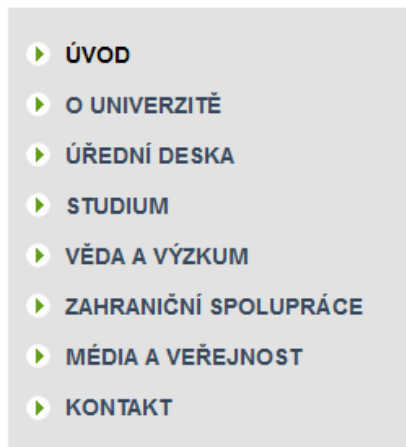 ÚVOD
O UNIVERZITĚ
ÚŘEDNÍ DESKA
STUDIUM
VĚDA A VÝZKUM
ZAHRANIČNÍ SPOLUPRÁCE
MÉDIA A VEŘEJNOST
KONTAKT